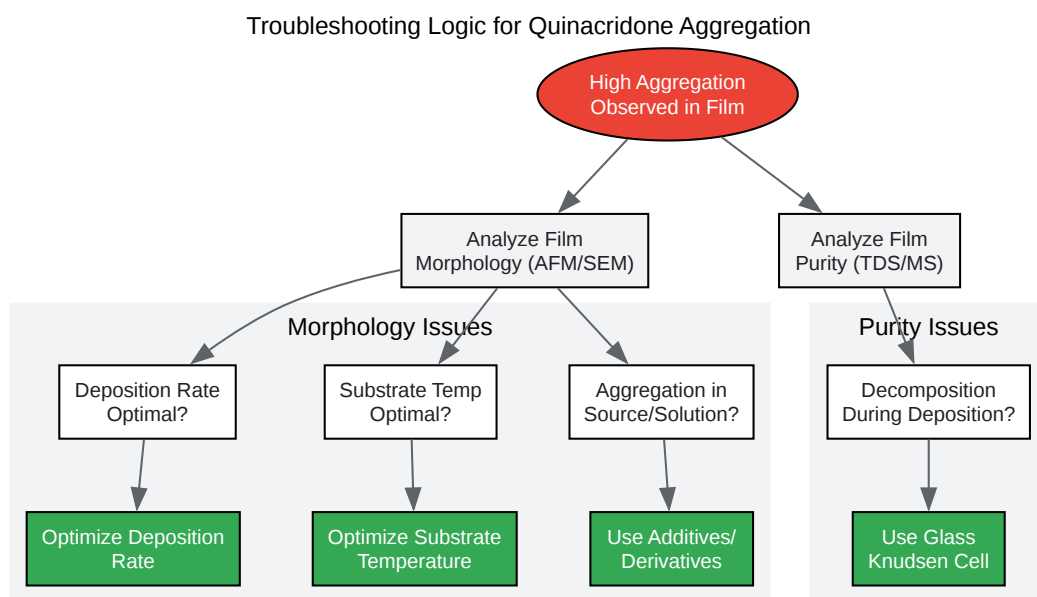 Troubleshooting Logic for Quinacridone Aggregation
High Aggregation
Observed in Film
Analyze Film
Morphology (AFM/SEM)
Analyze Film
Purity (TDS/MS)
Morphology Issues
Purity Issues
Deposition Rate
Optimal?
Substrate Temp
Optimal?
Aggregation in
Source/Solution?
Decomposition
During Deposition?
Optimize Deposition
Rate
Optimize Substrate
Temperature
Use Additives/
Derivatives
Use Glass
Knudsen Cell